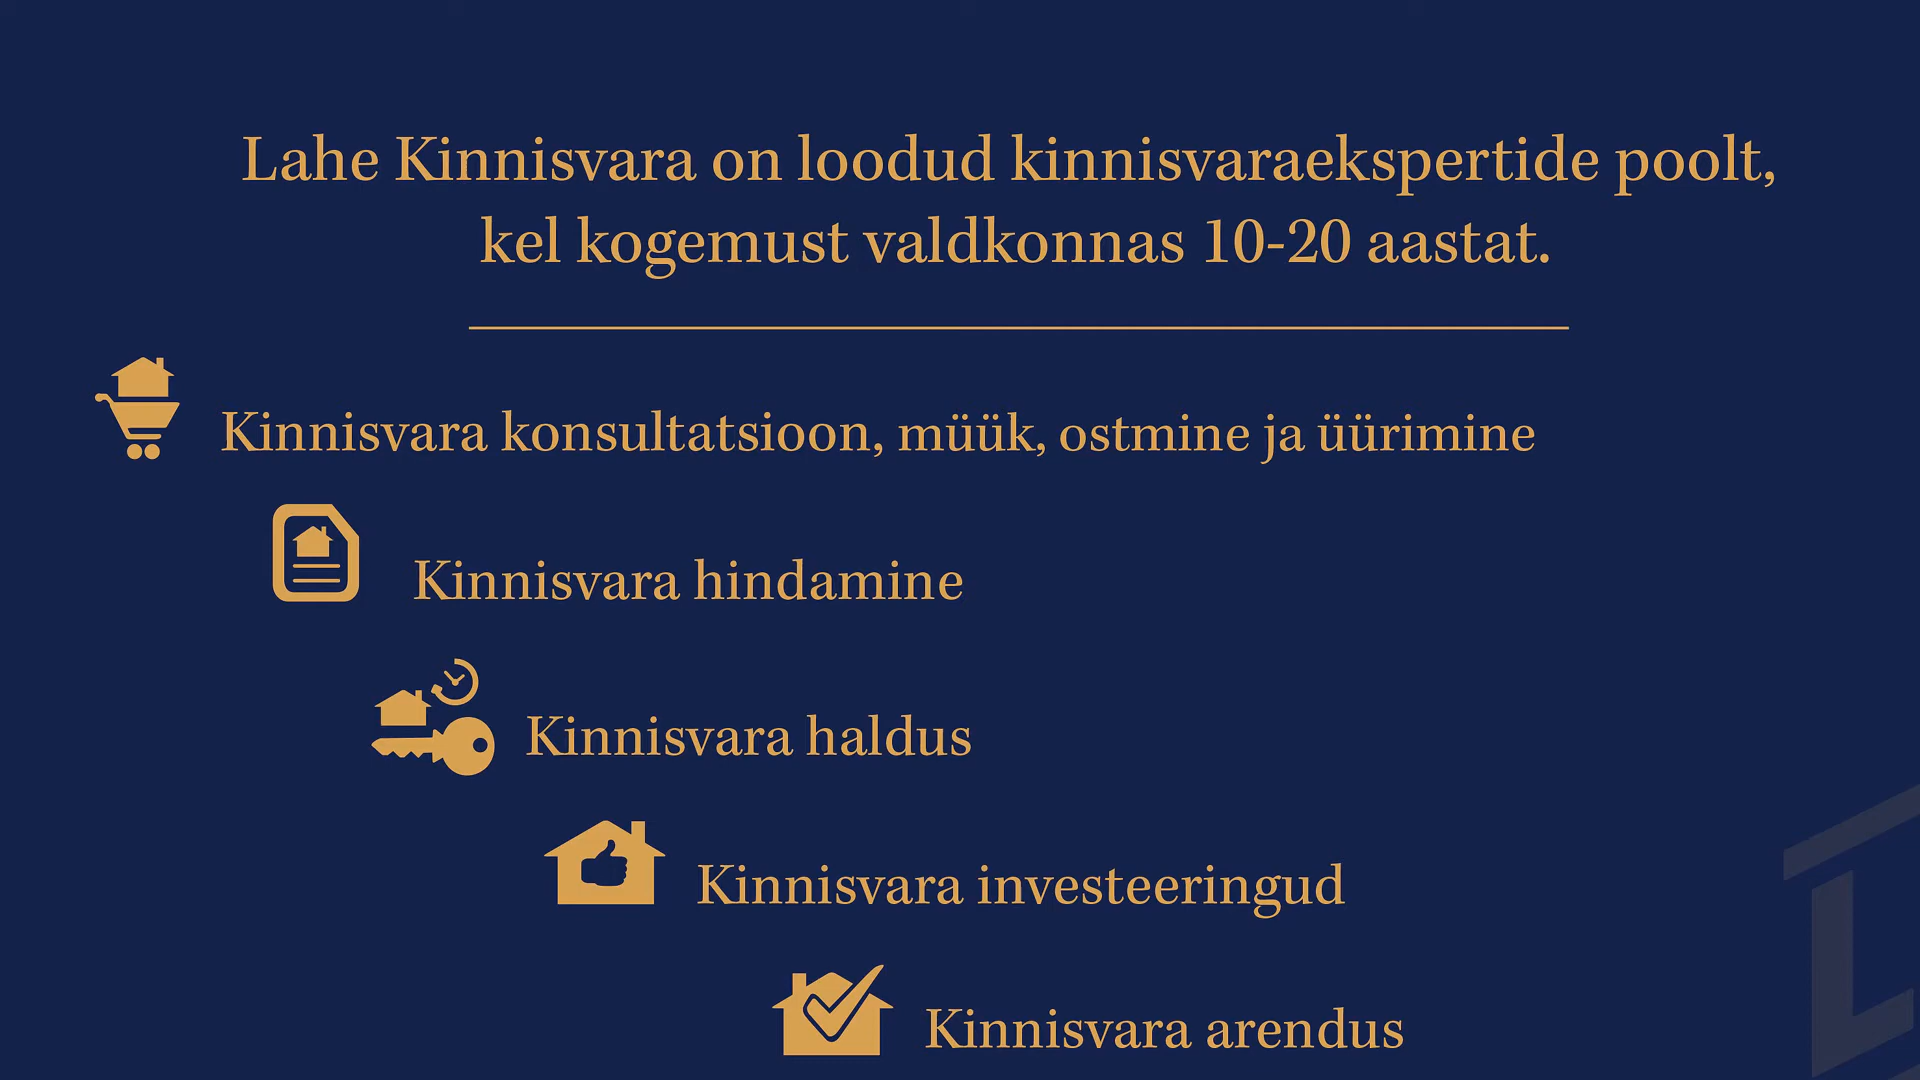 Lahe Kinnisvara on loodud kinnisvaraekspertide poolt,
kel kogemust valdkonnas 10-20 aastat.
Kinnisvara konsultatsioon, müük, ostmine ja üürimine
Kinnisvara hindamine
Kinnisvara haldus
Kinnisvara investeeringud
Kinnisvara arendus